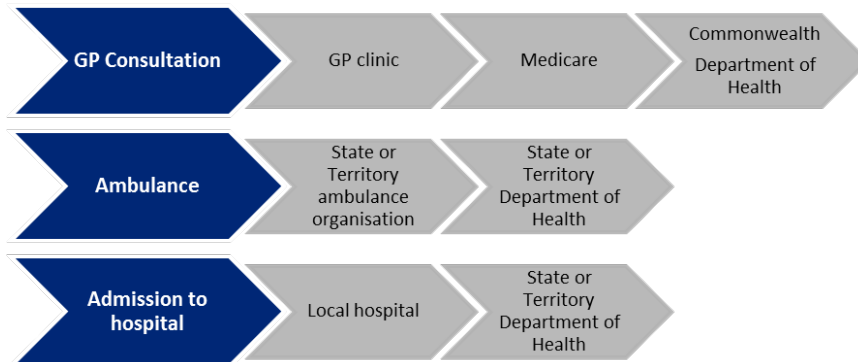 GP Consultation
GP clinic
Medicare
Commonwealth
Department of
Health
Ambulance
State or
Territory
ambulance
organisation
State or
Territory
Department of
Health
Admission to
hospital
Local hospital
State or
Territory
Department of
Health